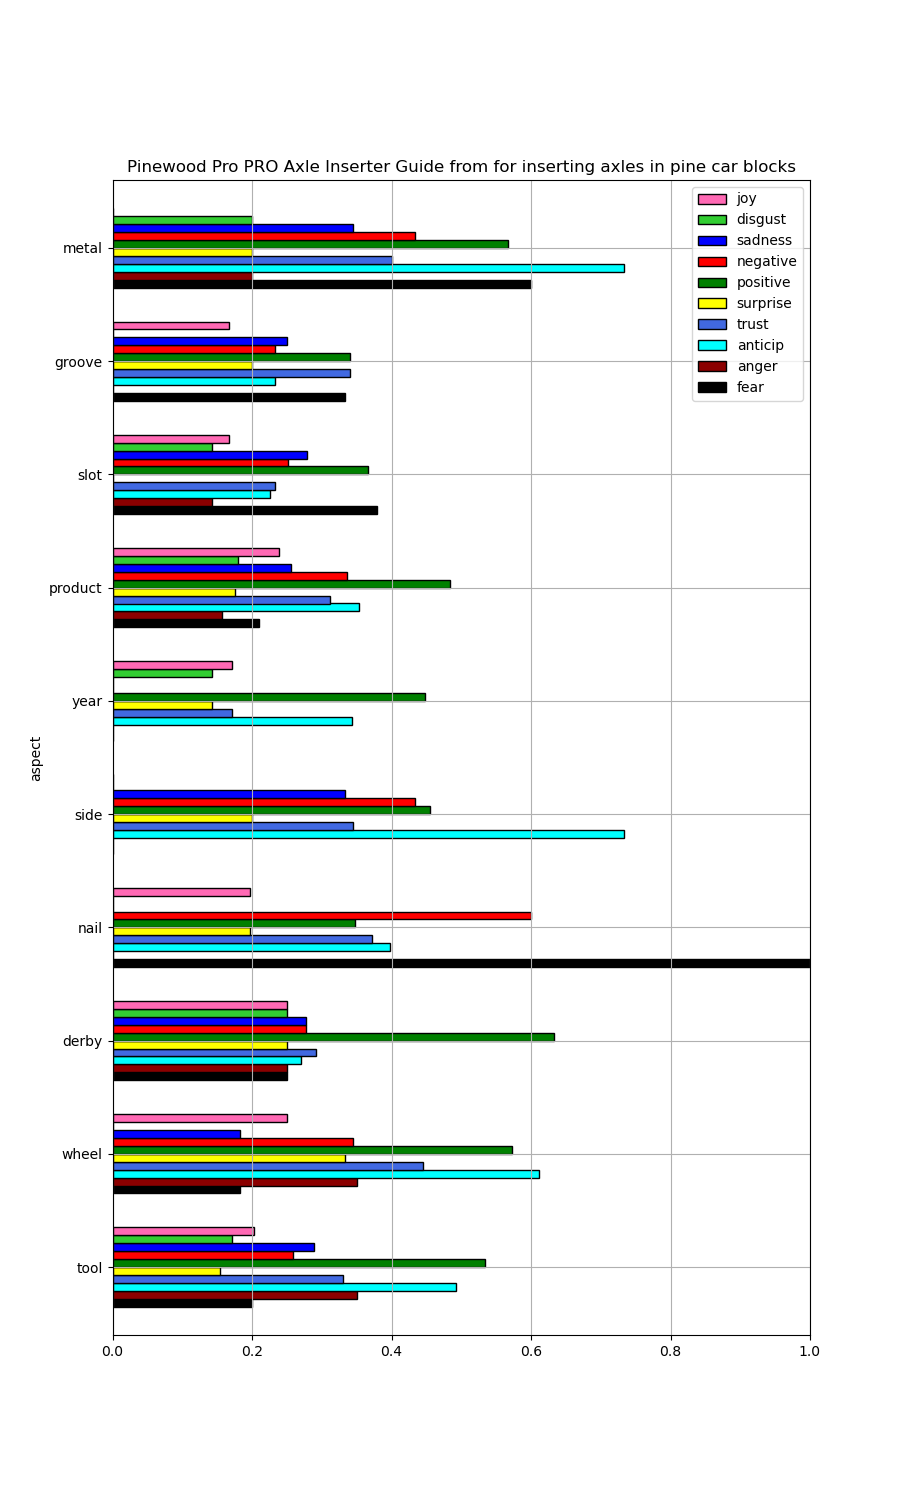 Pinewood Pro PRO Axle Inserter Guide from for inserting axles in pine car blocks
joy
disgust
sadness
negative
positive
surprise
trust
anticip
anger
fear
metal
groove
slot
product
year
side
nail
derby
wheel
tool
aspect
0.0 0.2 0.4 0.6 0.8 1.0